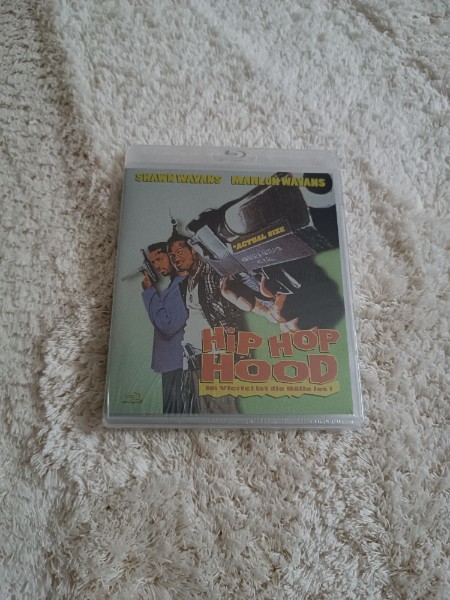 SHAWN WAYANS MARLON WAYANS
*ACTUAL SIZE
HIP HOP
HOOD
Im Viertel ist die Hölle los!